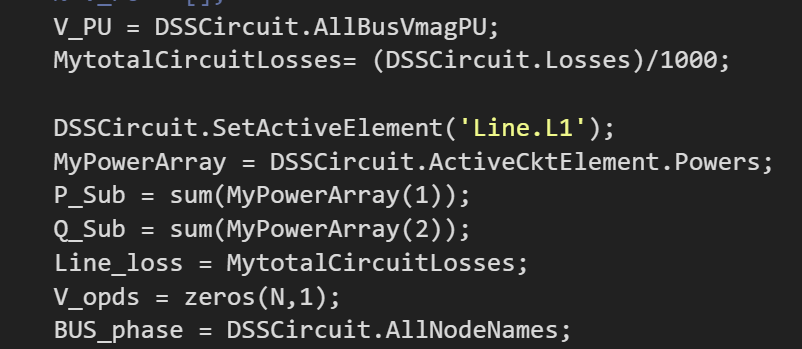 V_PU = DSSCircuit.AllBusVmagPU;
MytotalCircuitLosses= (DSSCircuit.Losses)/1000;
DSSCircuit.SetActiveElement('Line.L1');
MyPowerArray = DSSCircuit.ActiveCktElement.Powers;
P_Sub = sum(MyPowerArray(1));
Q_Sub = sum(MyPowerArray(2));
Line_loss = MytotalCircuitLosses;
V_opds = zeros(N,1);
BUS_phase = DSSCircuit.AllNodeNames;